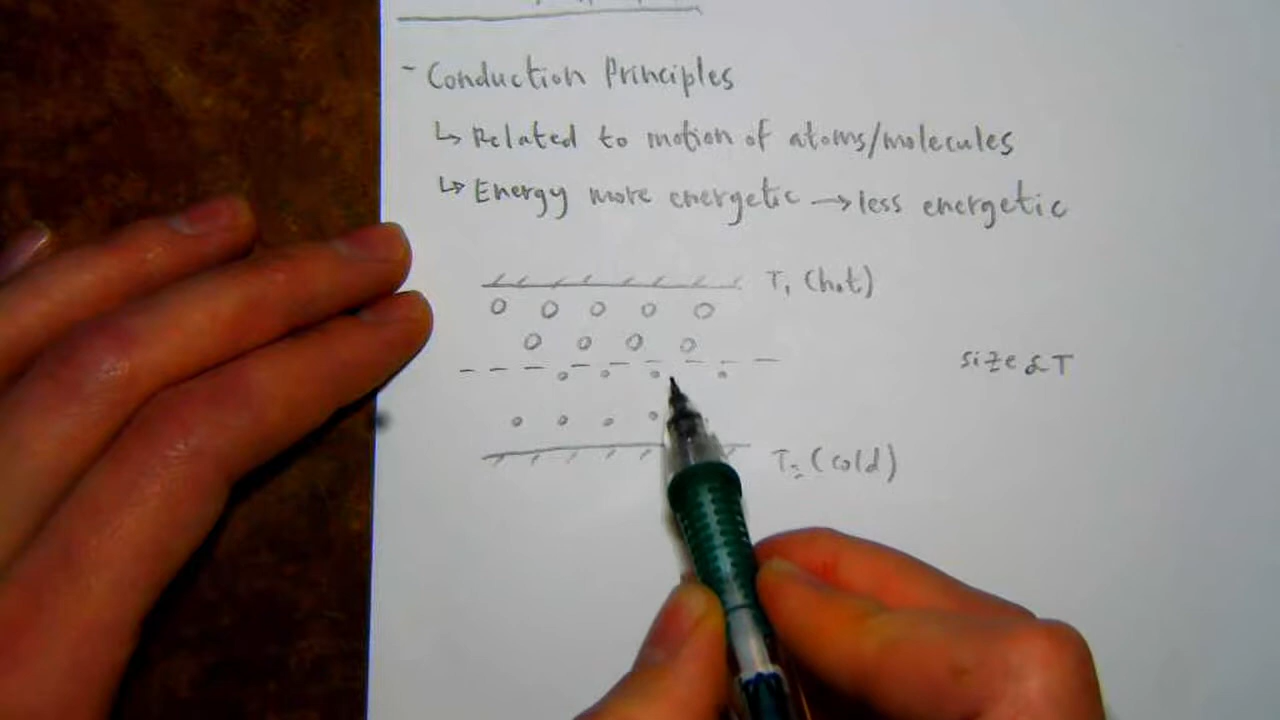 - Conduction Principles
↳ Related to motion of atoms/molecules
↳ Energy more energetic → less energetic
T₁ (hot)
size & T
T₂ (cold)